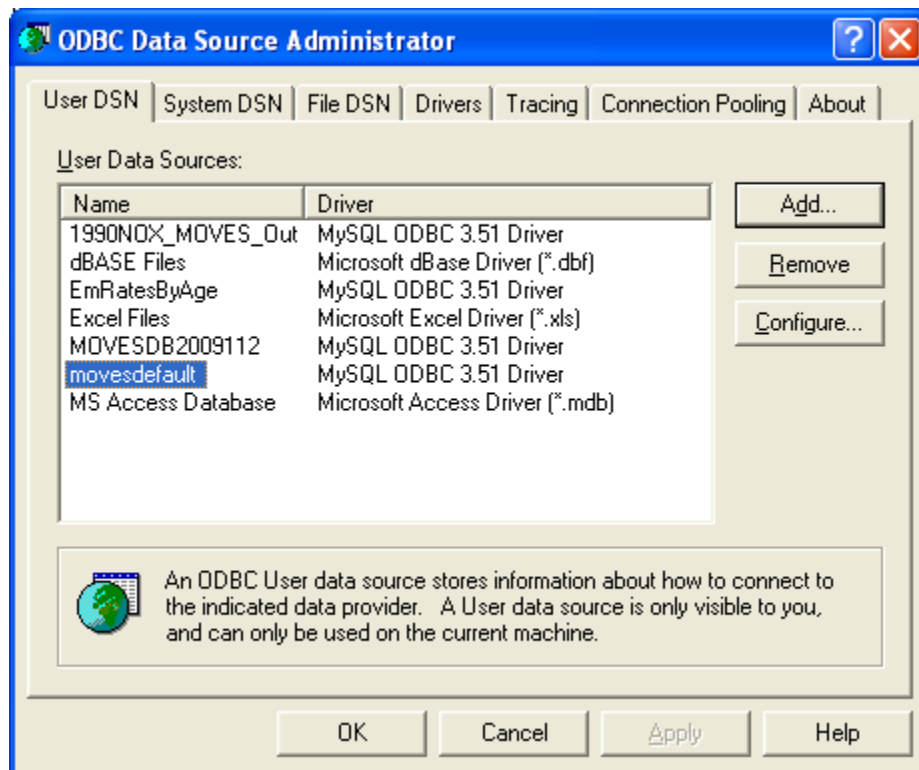 ODBC Data Source Administrator
User DSN System DSN File DSN Drivers Tracing Connection Pooling About
User Data Sources:
Name Driver
1990NOX_MOVES_Out MySQL ODBC 3.51 Driver
dBASE Files Microsoft dBase Driver (*.dbf)
EmRatesByAge MySQL ODBC 3.51 Driver
Excel Files Microsoft Excel Driver (*.xls)
MOVESDB2009112 MySQL ODBC 3.51 Driver
movesdefault MySQL ODBC 3.51 Driver
MS Access Database Microsoft Access Driver (*.mdb)
Add...
Remove
Configure...
An ODBC User data source stores information about how to connect to
the indicated data provider. A User data source is only visible to you,
and can only be used on the current machine.
OK Cancel Apply Help